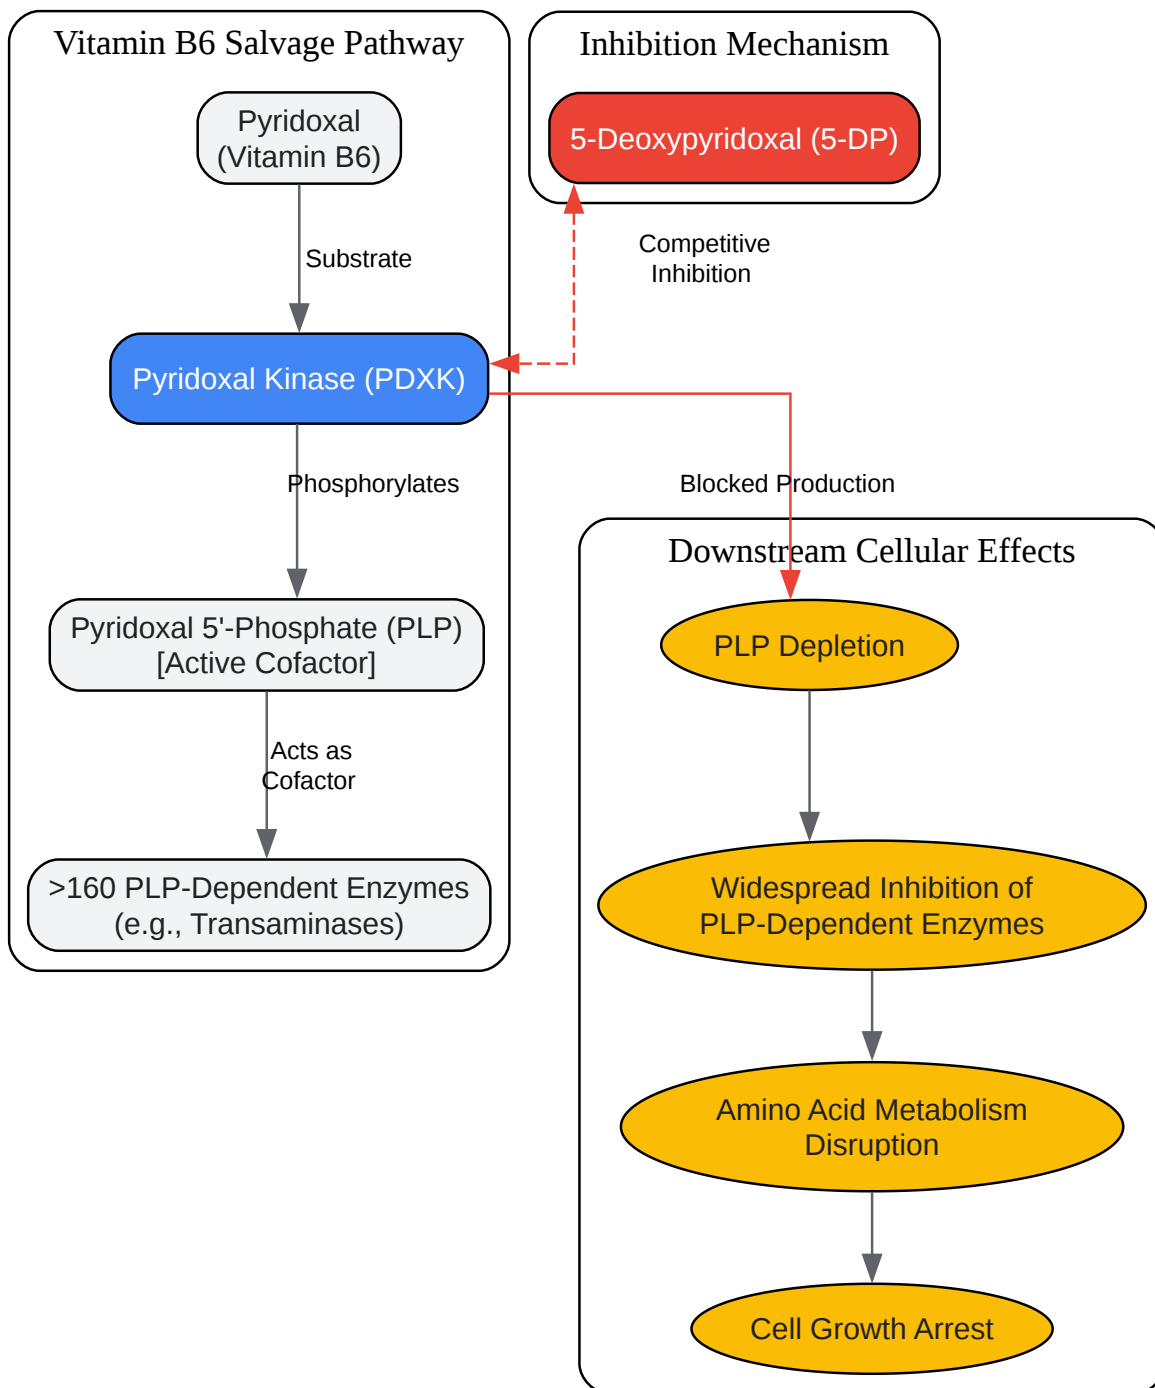 Vitamin B6 Salvage Pathway
Pyridoxal
(Vitamin B6)
Substrate
Pyridoxal Kinase (PDXK)
Phosphorylates
Pyridoxal 5'-Phosphate (PLP)
[Active Cofactor]
Acts as
Cofactor
>160 PLP-Dependent Enzymes
(e.g., Transaminases)
Inhibition Mechanism
5-Deoxypyridoxal (5-DP)
Competitive
Inhibition
Blocked Production
Downstream Cellular Effects
PLP Depletion
Widespread Inhibition of
PLP-Dependent Enzymes
Amino Acid Metabolism
Disruption
Cell Growth Arrest